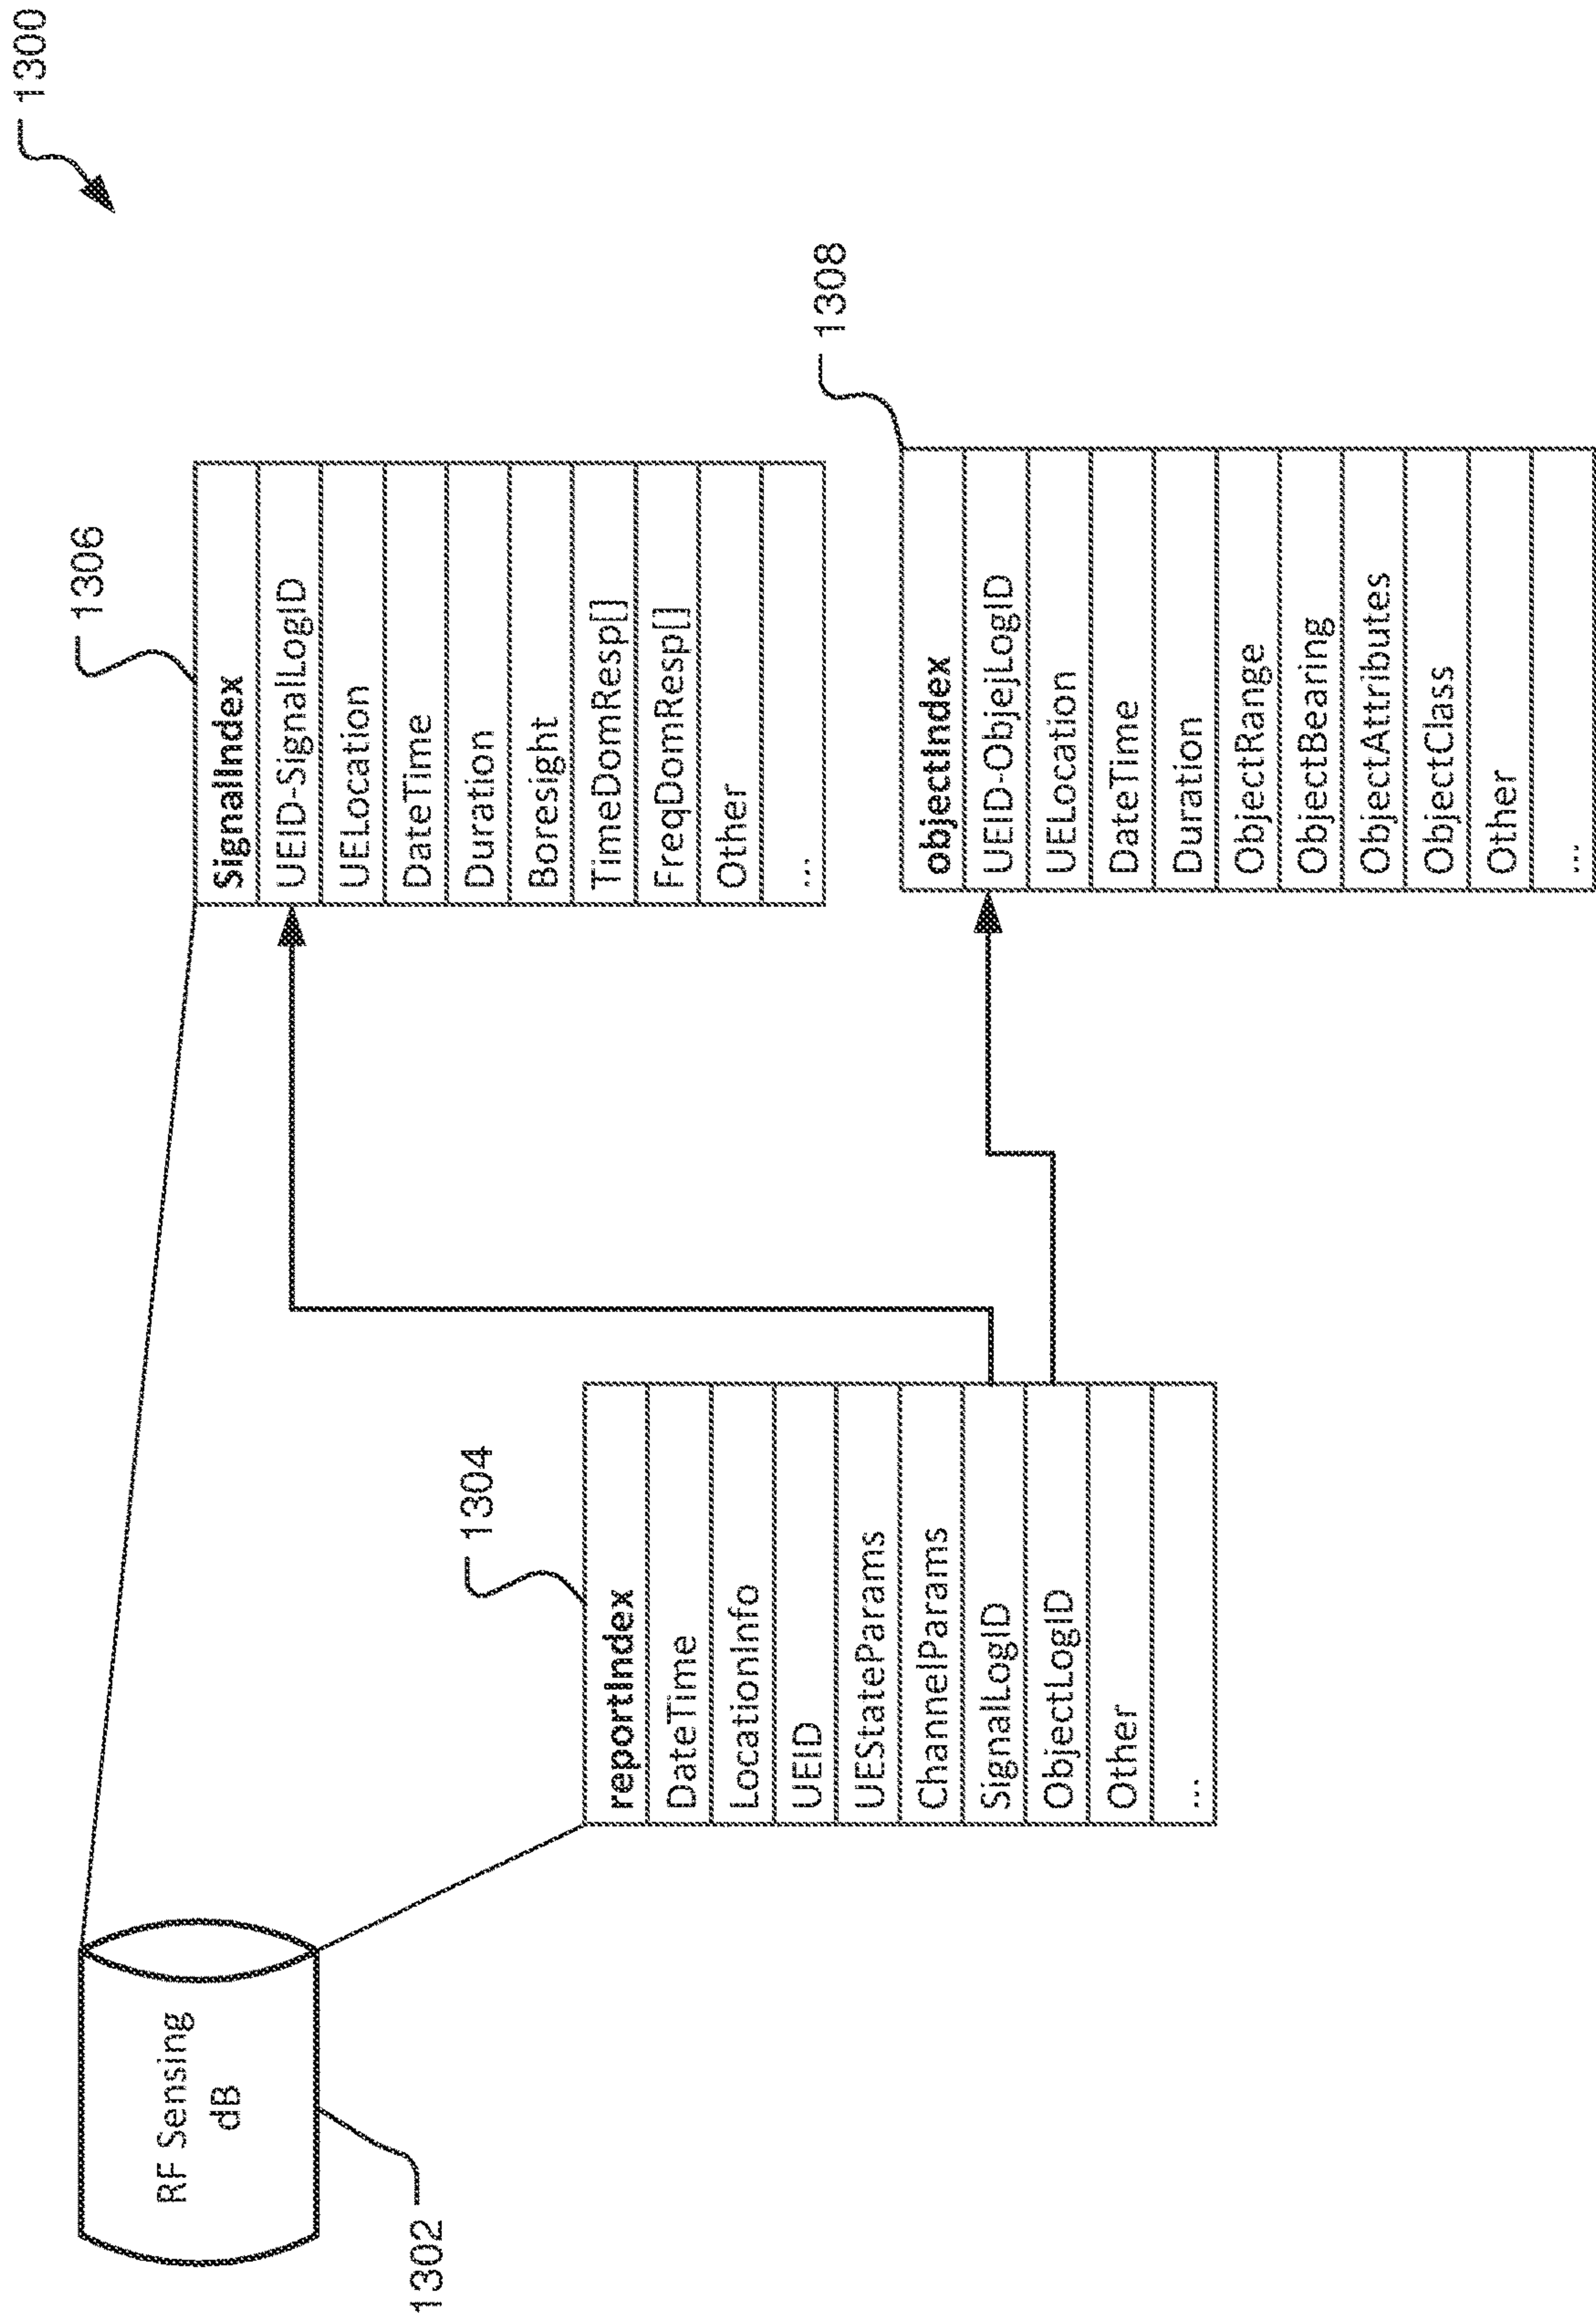 1300
RF Sensing
dB
1302
1304
reportIndex
DateTime
LocationInfo
UEID
UEStateParams
ChannelParams
SignalLogID
ObjectLogID
Other
...
1306
SignalIndex
UEID-SignalLogID
UELocation
DateTime
Duration
Boresight
TimeDomResp[]
FreqDomResp[]
Other
...
1308
objectIndex
UEID-ObjejLogID
UELocation
DateTime
Duration
ObjectRange
ObjectBearing
ObjectAttributes
ObjectClass
Other
...